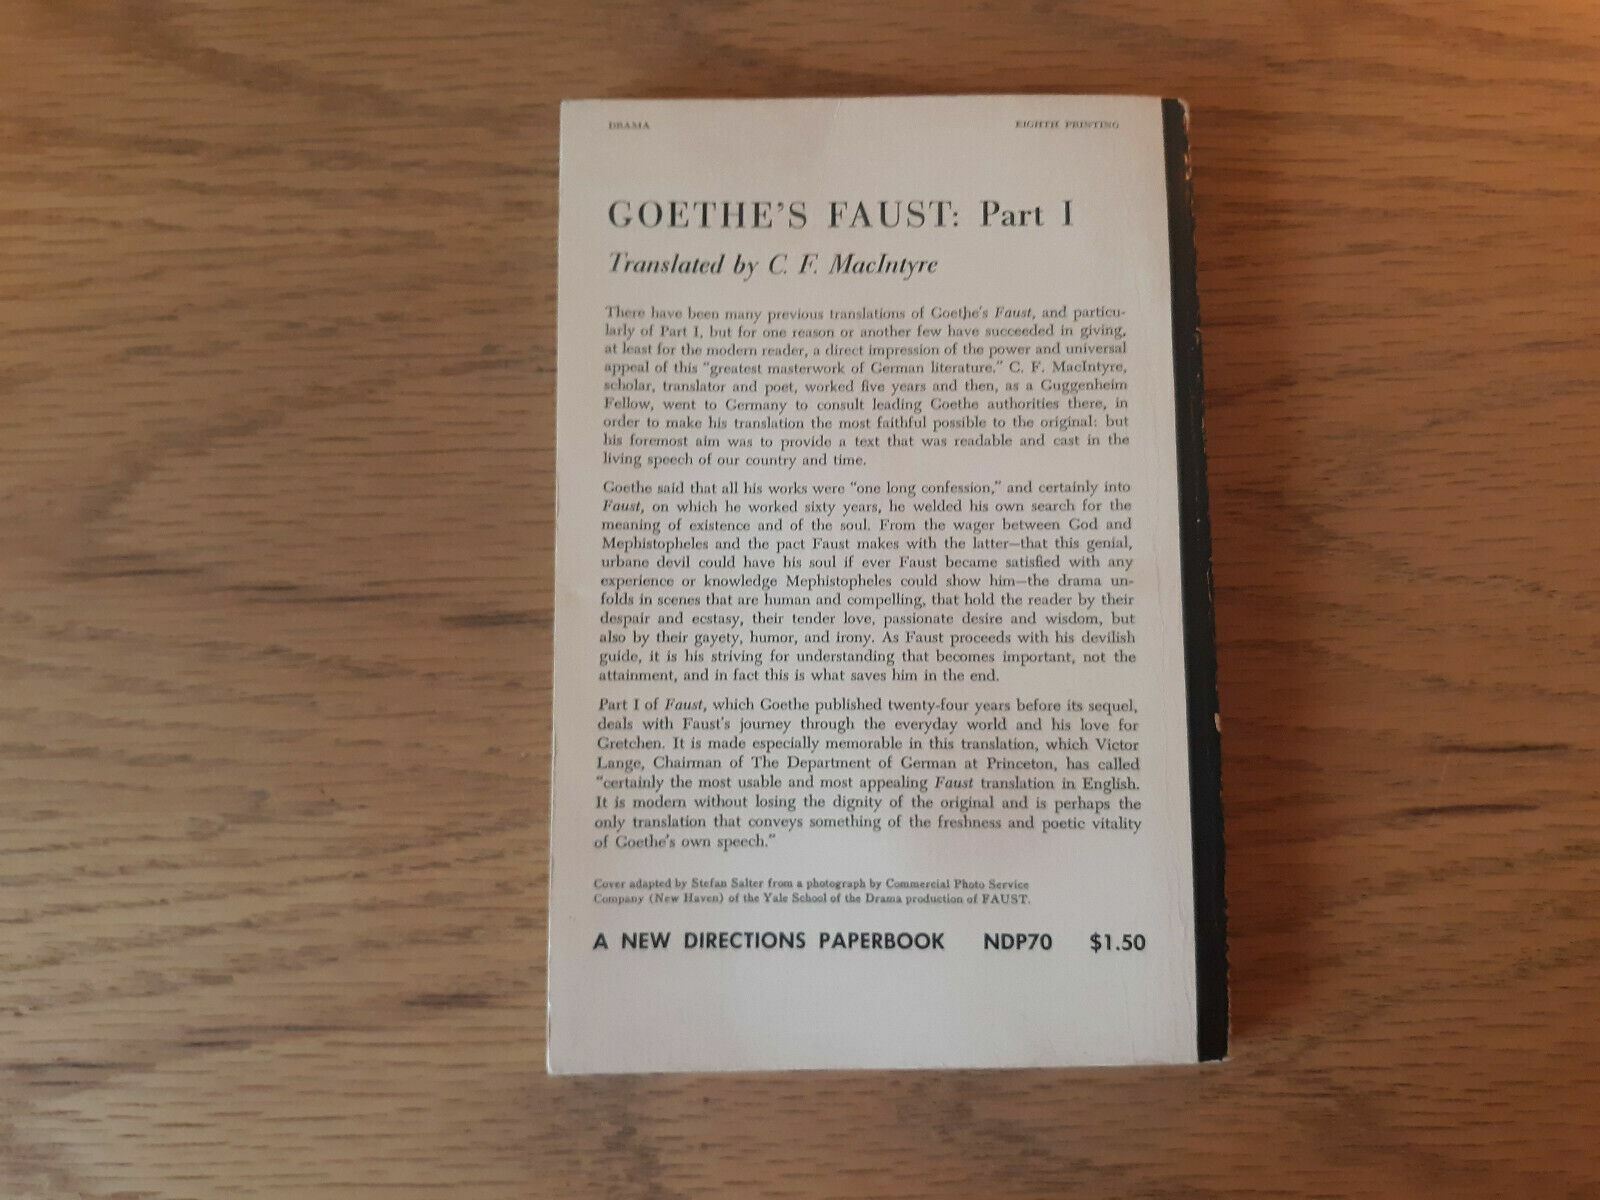 DRAMA
EIGHTH PRINTING
GOETHE'S FAUST: Part I
Translated by C. F. MacIntyre
There have been many previous translations of Goethe's Faust, and particu-
larly of Part I, but for one reason or another few have succeeded in giving,
at least for the modern reader, a direct impression of the power and universal
appeal of this "greatest masterwork of German literature." C. F. MacIntyre,
scholar, translator and poet, worked five years and then, as a Guggenheim
Fellow, went to Germany to consult leading Goethe authorities there, in
order to make his translation the most faithful possible to the original: but
his foremost aim was to provide a text that was readable and cast in the
living speech of our country and time.
Goethe said that all his works were "one long confession," and certainly into
Faust, on which he worked sixty years, he welded his own search for the
meaning of existence and of the soul. From the wager between God and
Mephistopheles and the pact Faust makes with the latter—that this genial,
urbane devil could have his soul if ever Faust became satisfied with any
experience or knowledge Mephistopheles could show him—the drama un-
folds in scenes that are human and compelling, that hold the reader by their
despair and ecstasy, their tender love, passionate desire and wisdom, but
also by their gayety, humor, and irony. As Faust proceeds with his devilish
guide, it is his striving for understanding that becomes important, not the
attainment, and in fact this is what saves him in the end.
Part I of Faust, which Goethe published twenty-four years before its sequel,
deals with Faust's journey through the everyday world and his love for
Gretchen. It is made especially memorable in this translation, which Victor
Lange, Chairman of The Department of German at Princeton, has called
"certainly the most usable and most appealing Faust translation in English.
It is modern without losing the dignity of the original and is perhaps the
only translation that conveys something of the freshness and poetic vitality
of Goethe's own speech."
Cover adapted by Stefan Salter from a photograph by Commercial Photo Service
Company (New Haven) of the Yale School of the Drama production of FAUST.
A NEW DIRECTIONS PAPERBOOK NDP70 $1.50